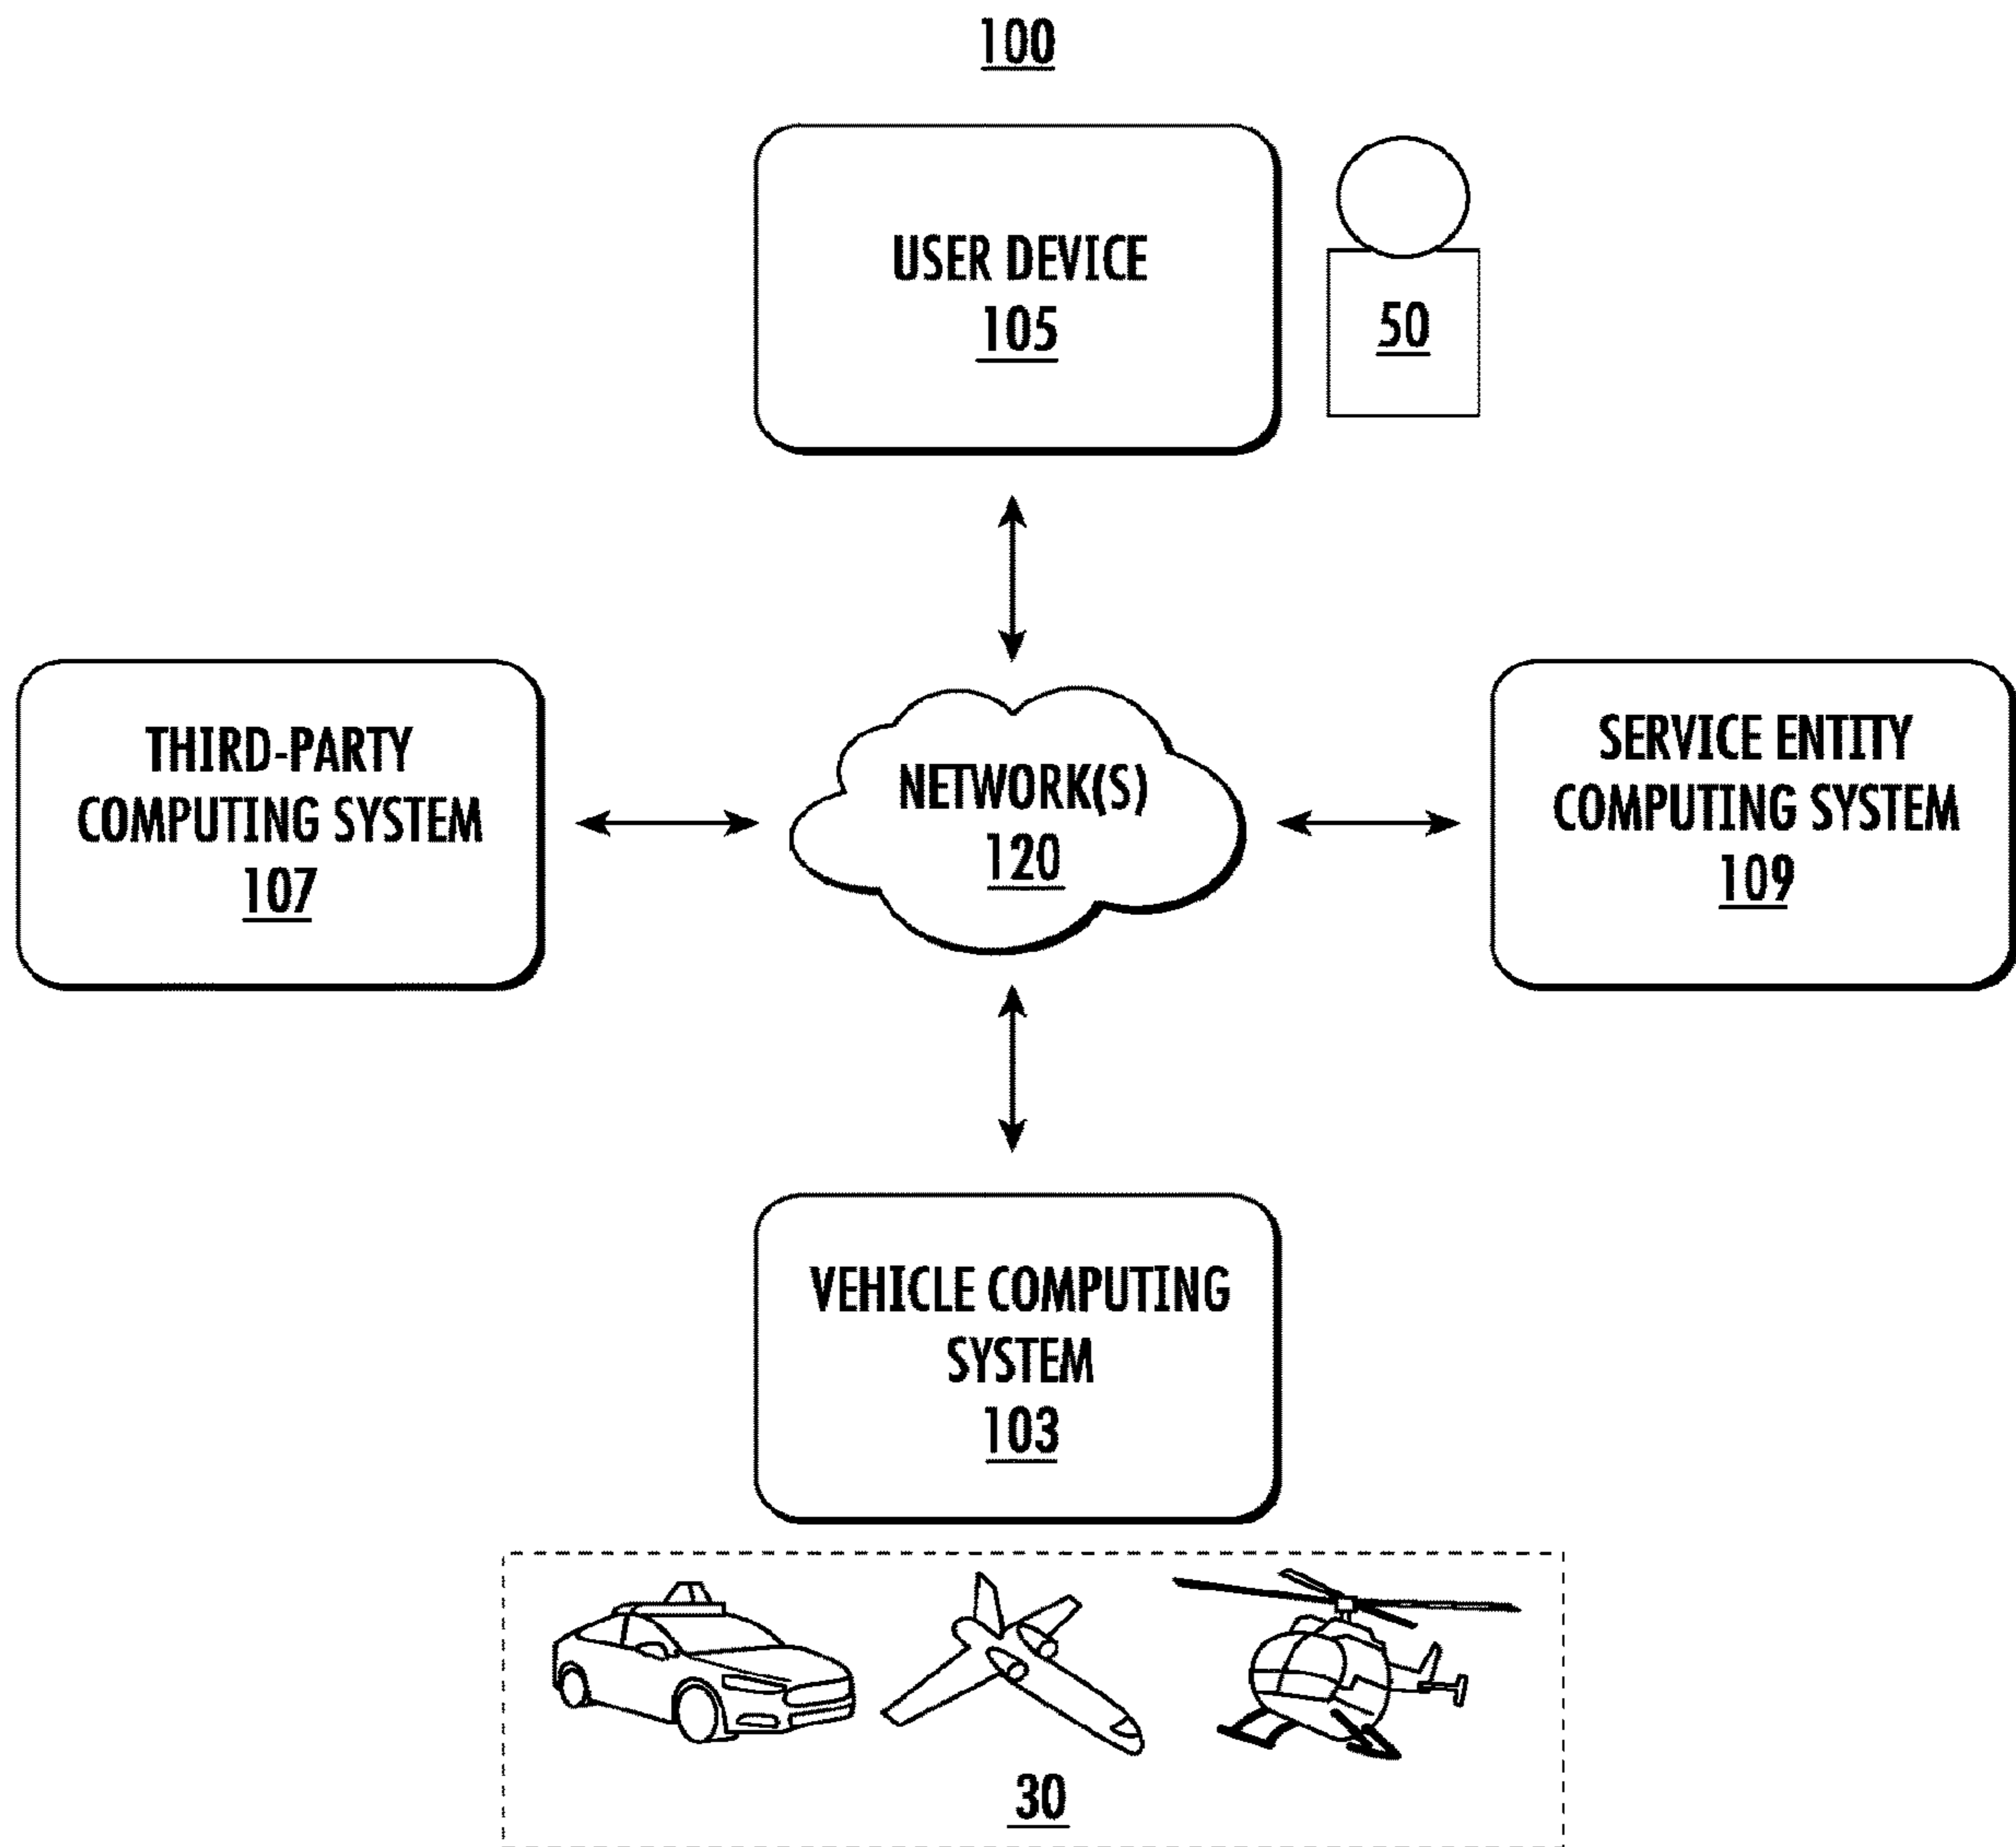 100
USER DEVICE
105
50
THIRD-PARTY
COMPUTING SYSTEM
107
NETWORK(S)
120
SERVICE ENTITY
COMPUTING SYSTEM
109
VEHICLE COMPUTING
SYSTEM
103
30